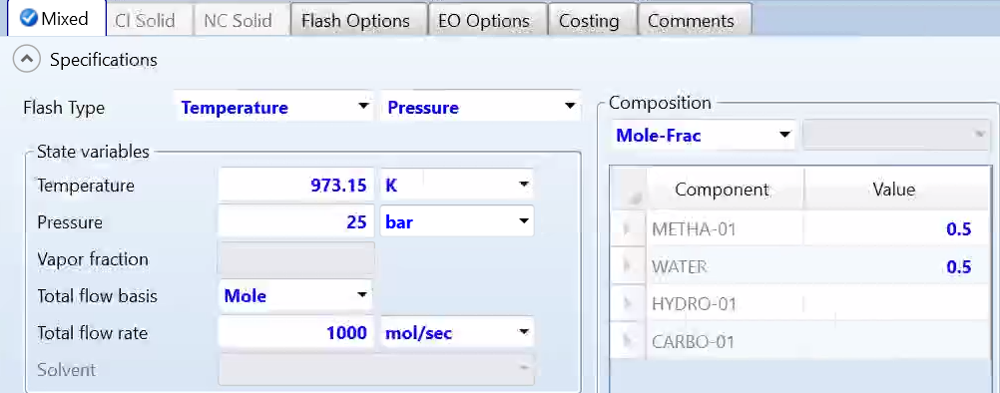 Mixed CI Solid NC Solid Flash Options EO Options Costing Comments
Specifications
Flash Type Temperature Pressure
State variables
Temperature 973.15 K
Pressure 25 bar
Vapor fraction
Total flow basis Mole
Total flow rate 1000 mol/sec
Solvent
Composition
Mole-Frac
Component Value
METHA-01 0.5
WATER 0.5
HYDRO-01
CARBO-01